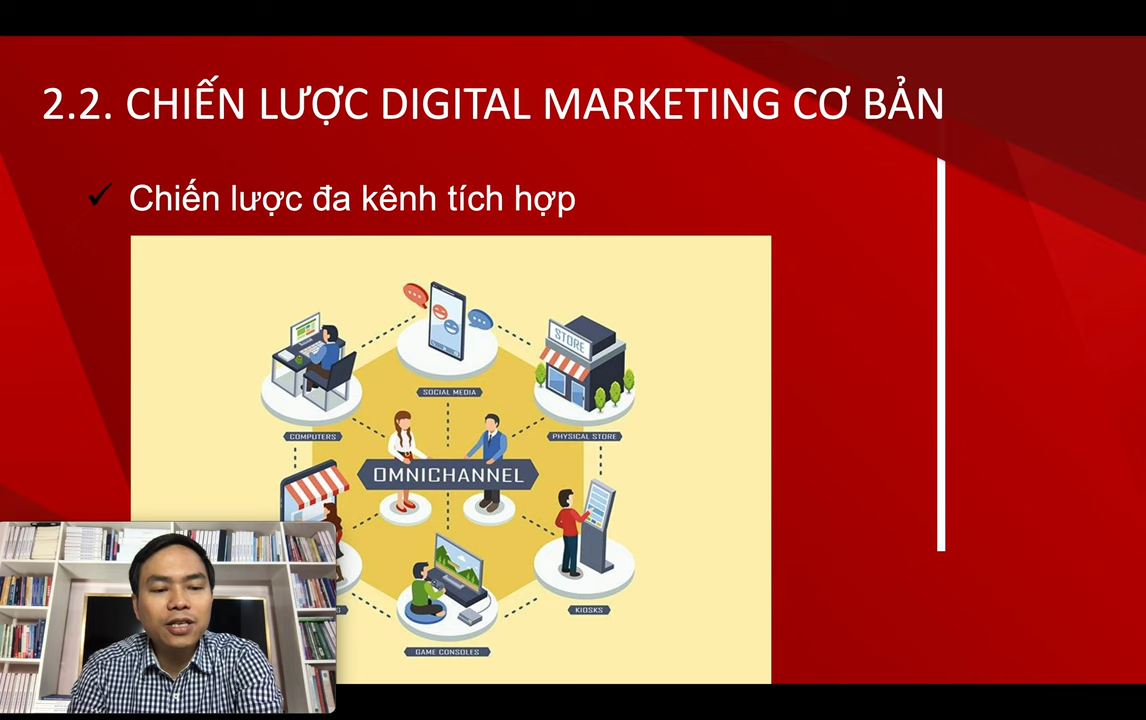 2.2. CHIẾN LƯỢC DIGITAL MARKETING CƠ BẢN
✓ Chiến lược đa kênh tích hợp
STORE
SOCIAL MEDIA
COMPUTERS
PHYSICAL STORE
OMNICHANNEL
KIOSKS
GAME CONSOLES